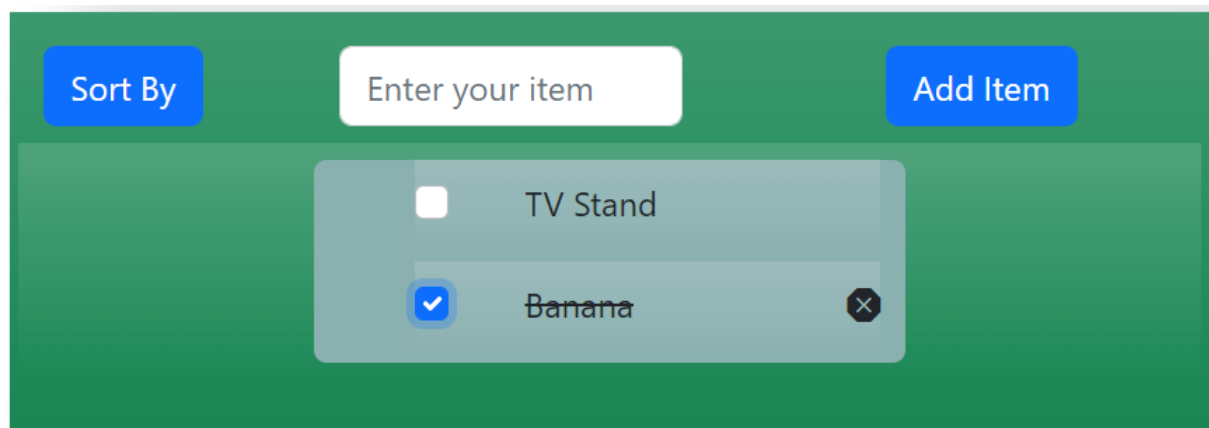 Sort By
Enter your item
Add Item
TV Stand
Banana